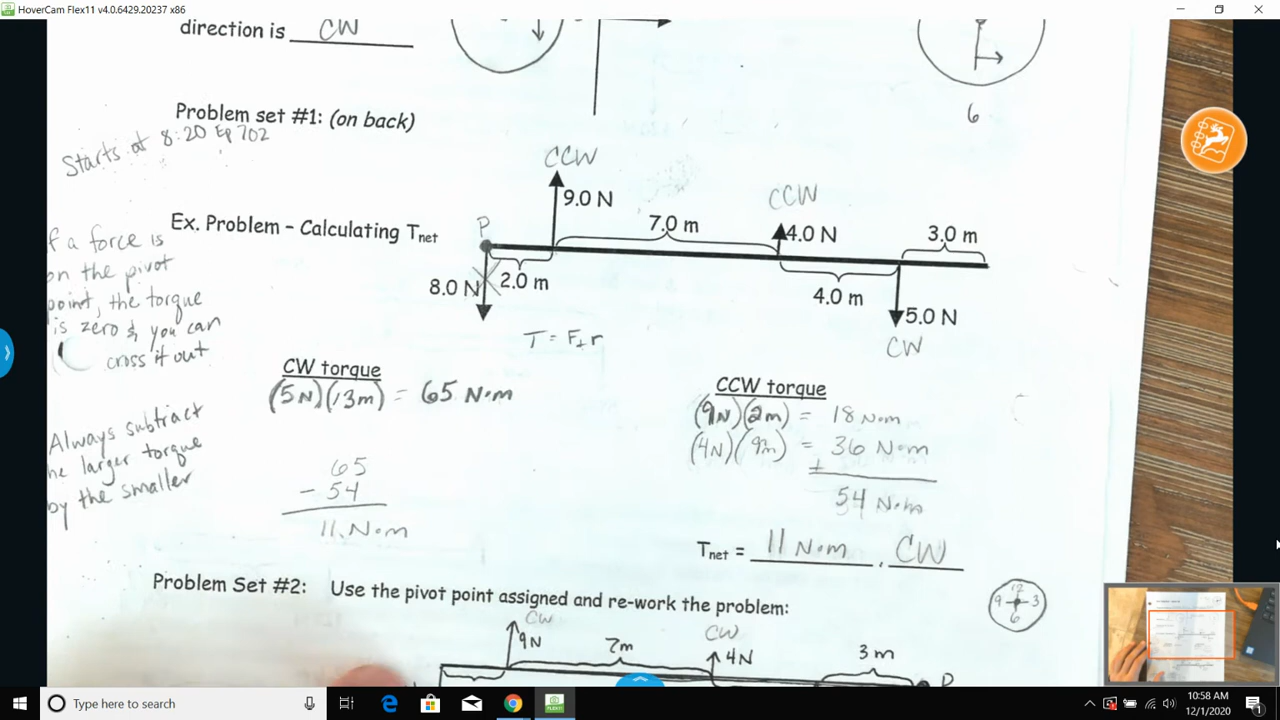 HoverCam Flex11 v4.0.6429.20237 x86
direction is CW
6
Problem set #1: (on back)
Starts at 8:20 Ep 702
CCW
9.0 N
CCW
Ex. Problem – Calculating Tnet
P
7.0 m
4.0 N
3.0 m
8.0 N
2.0 m
4.0 m
5.0 N
CW
T = F⊥r
f a force is
on the pivot
point, the torque
is zero & you can
cross it out
CW torque
(5N)(13m) = 65 N·m
CCW torque
(9N)(2m) = 18 N·m
(4N)(9m) = 36 N·m
+
54 N·m
Always subtract
he larger torque
by the smaller
65
- 54
11 N·m
Tnet = 11 N·m , CW
Problem Set #2: Use the pivot point assigned and re-work the problem:
12
9 3
6
CW
9N
7m
CW
4N
3 m
P
Type here to search
10:58 AM
12/1/2020
1